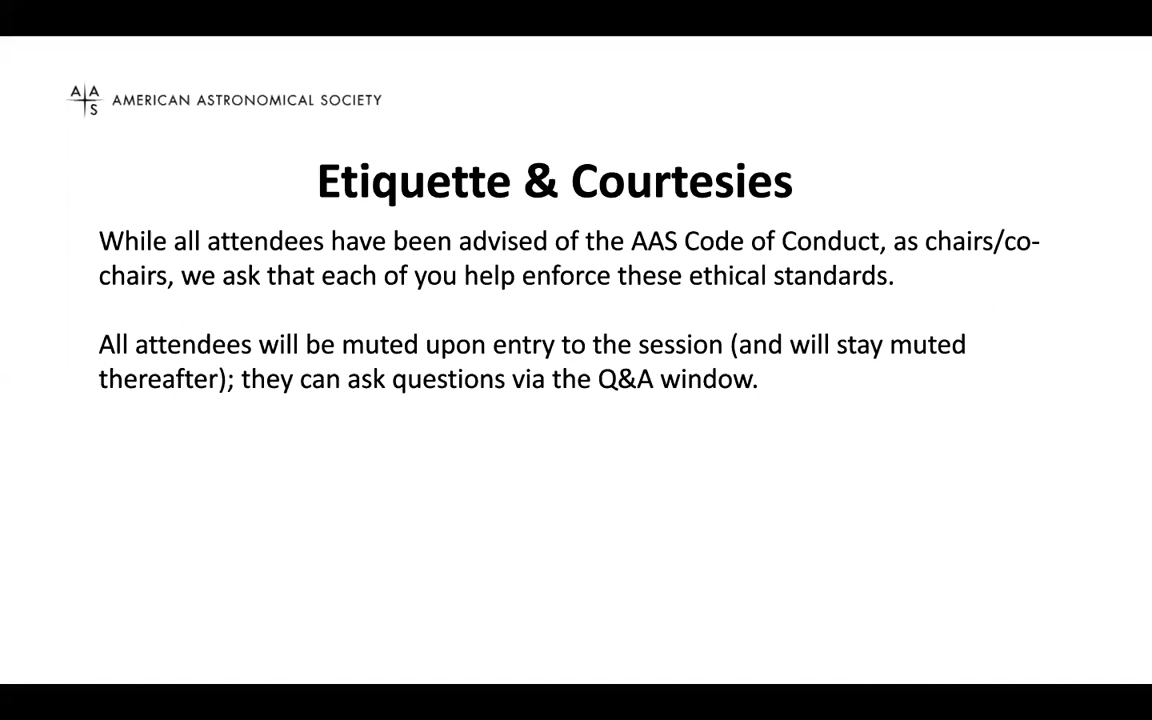 AAS AMERICAN ASTRONOMICAL SOCIETY
Etiquette & Courtesies
While all attendees have been advised of the AAS Code of Conduct, as chairs/co-
chairs, we ask that each of you help enforce these ethical standards.
All attendees will be muted upon entry to the session (and will stay muted
thereafter); they can ask questions via the Q&A window.